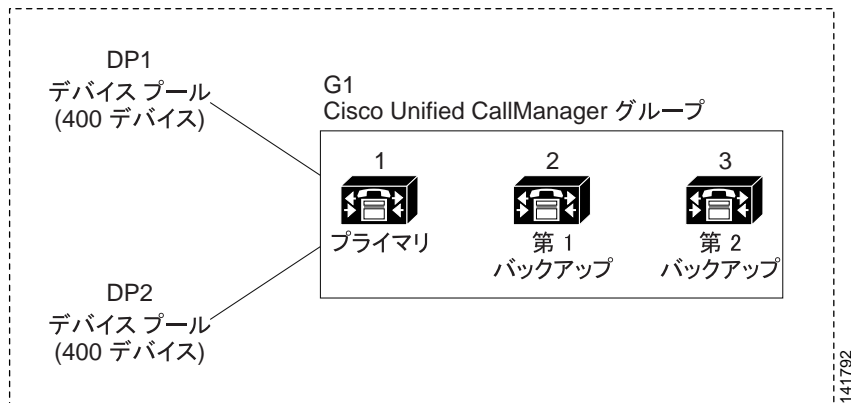 DP1
デバイス プール
(400 デバイス)
G1
Cisco Unified CallManager グループ
1
2
3
プライマリ
第 1
バックアップ
第 2
バックアップ
DP2
デバイス プール
(400 デバイス)
141792